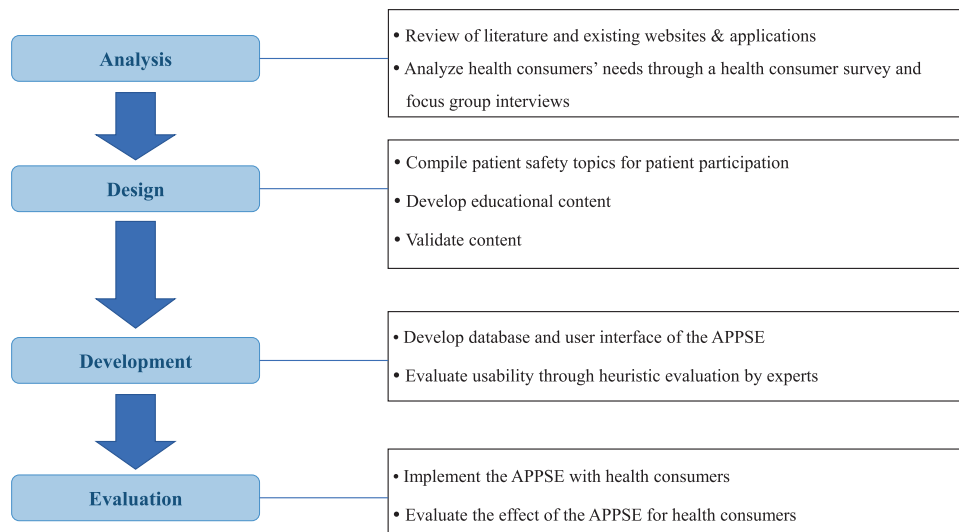 Analysis
• Review of literature and existing websites & applications
• Analyze health consumers’ needs through a health consumer survey and
focus group interviews
Design
• Compile patient safety topics for patient participation
• Develop educational content
• Validate content
Development
• Develop database and user interface of the APPSE
• Evaluate usability through heuristic evaluation by experts
Evaluation
• Implement the APPSE with health consumers
• Evaluate the effect of the APPSE for health consumers